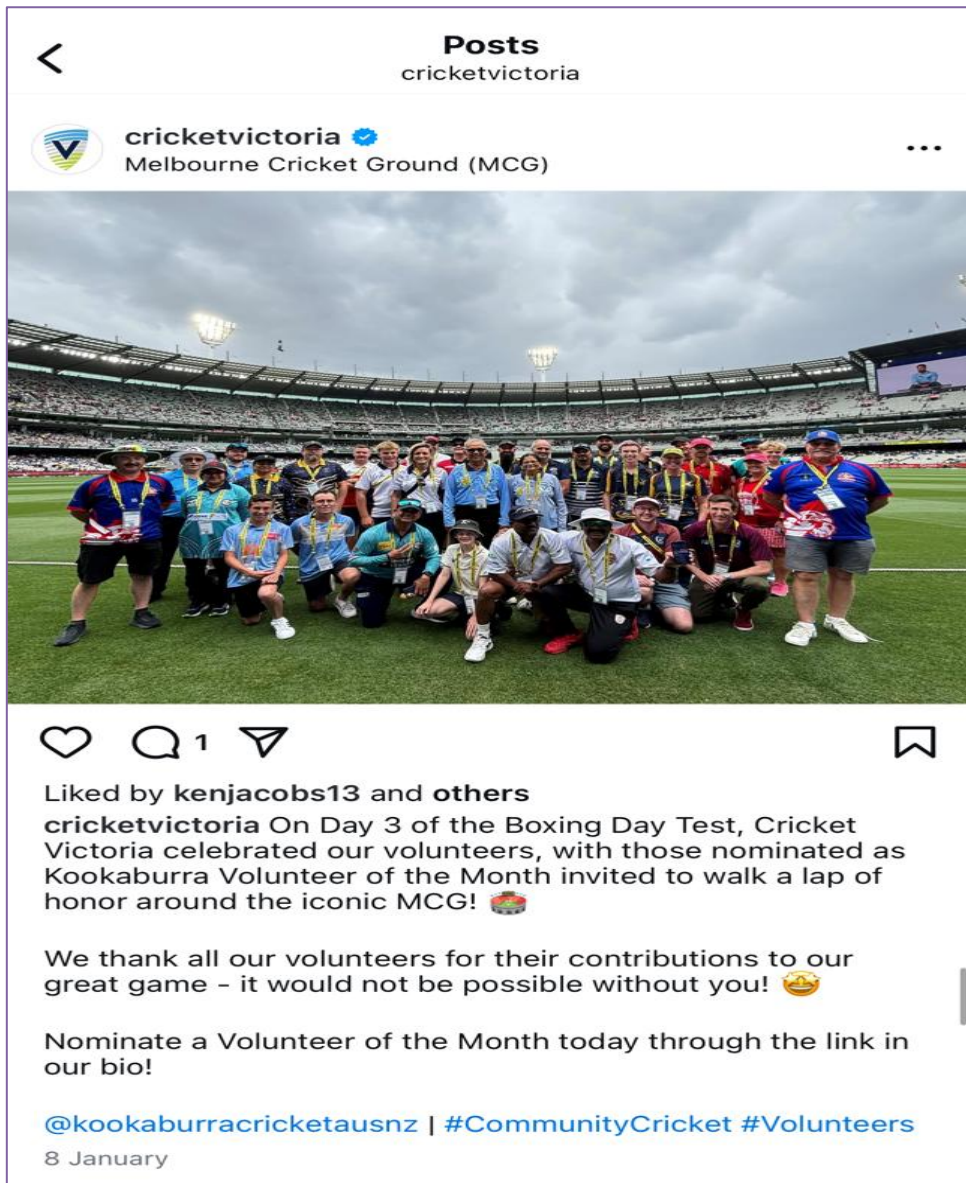 Posts
cricketvictoria
cricketvictoria
Melbourne Cricket Ground (MCG)
1
Liked by kenjacobs13 and others
cricketvictoria On Day 3 of the Boxing Day Test, Cricket
Victoria celebrated our volunteers, with those nominated as
Kookaburra Volunteer of the Month invited to walk a lap of
honor around the iconic MCG! 🏟️
We thank all our volunteers for their contributions to our
great game - it would not be possible without you! 🤩
Nominate a Volunteer of the Month today through the link in
our bio!
@kookaburracricketausnz | #CommunityCricket #Volunteers
8 January